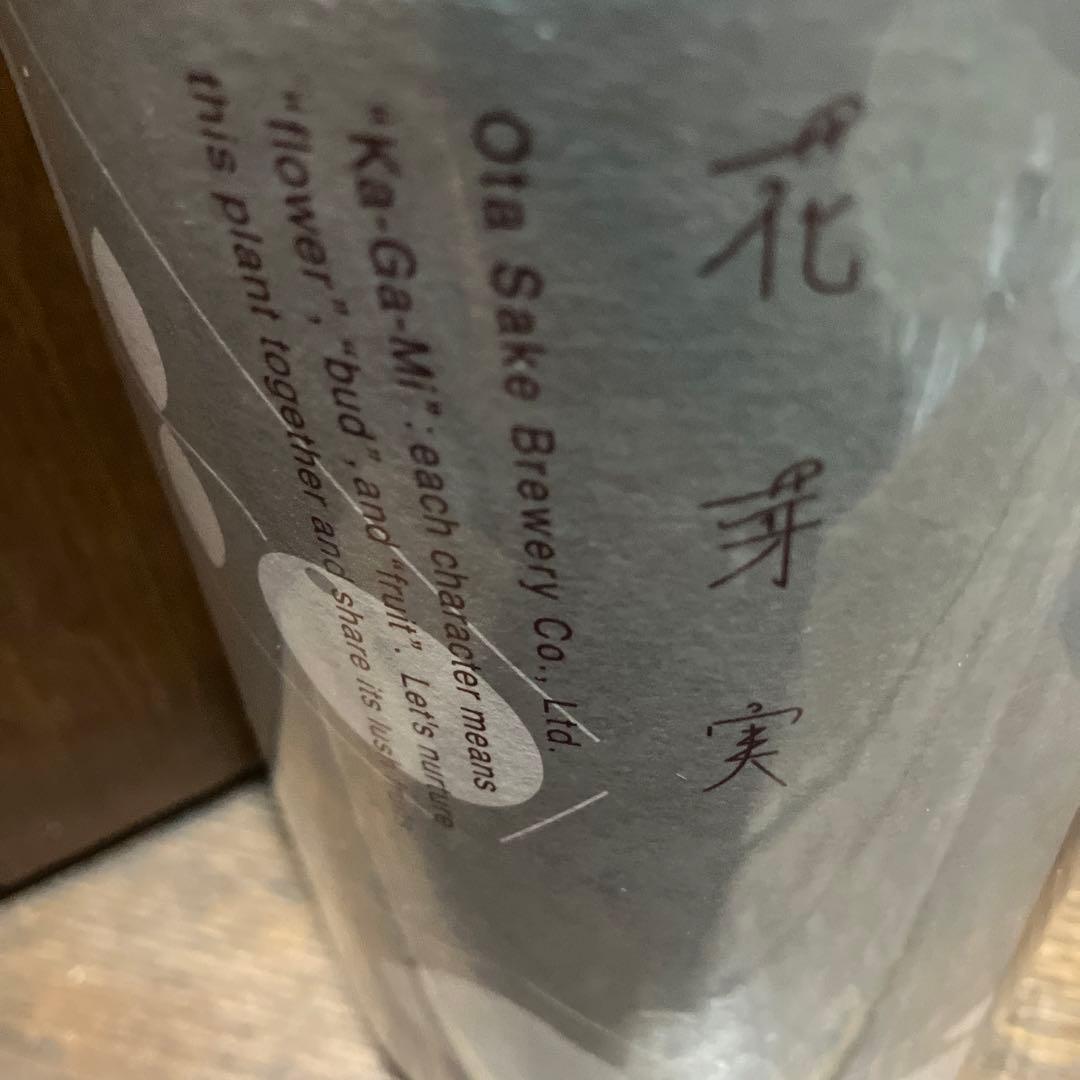 花 芽 実
Ota Sake Brewery Co., Ltd.
"Ka-Ga-Mi": each character means
"flower", "bud", and "fruit". Let's nurture
this plant together and share its